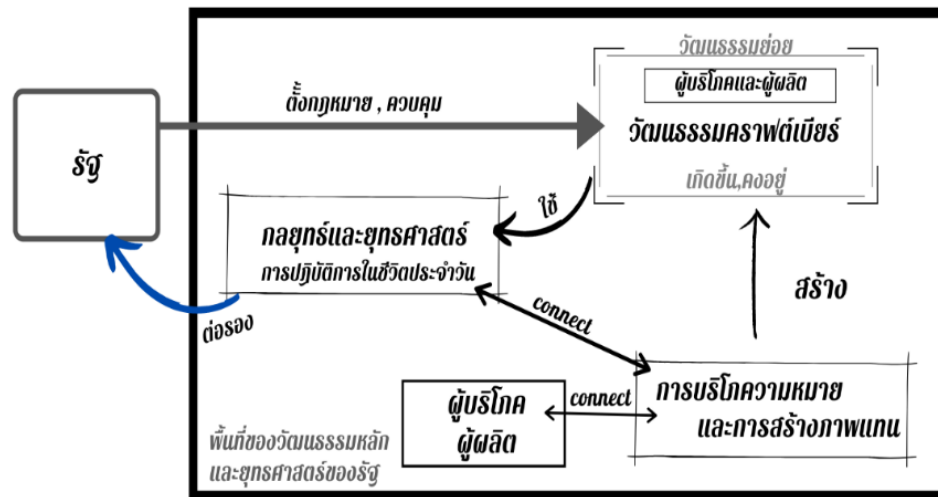 วัฒนธรรมย่อย
ผู้บริโภคและผู้ผลิต
วัฒนธรรมคราฟต์เบียร์
เกิดขึ้น,คงอยู่
ตั้งกฎหมาย , ควบคุม
รัฐ
ใช้
กลยุทธ์และยุทธศาสตร์
การปฏิบัติการในชีวิตประจำวัน
ต่อรอง
สร้าง
connect
การบริโภคความหมาย
และการสร้างภาพแทน
connect
ผู้บริโภค
ผู้ผลิต
พื้นที่ของวัฒนธรรมหลัก
และยุทธศาสตร์ของรัฐ